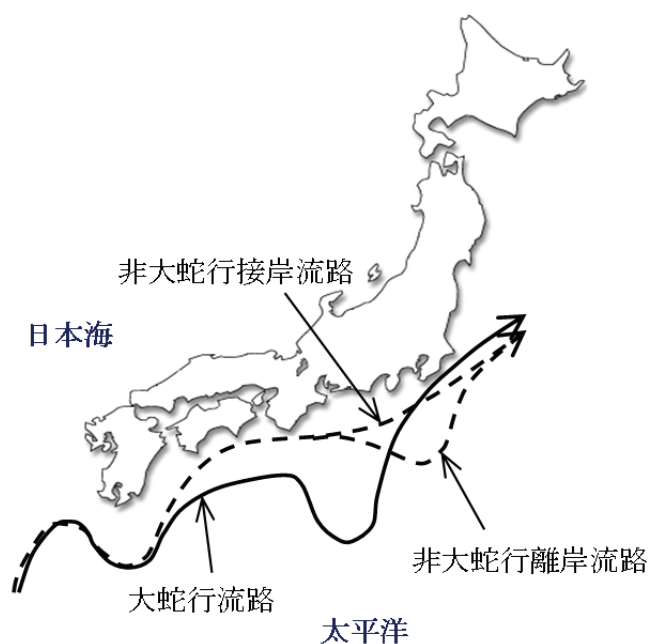 非大蛇行接岸流路
日本海
非大蛇行離岸流路
大蛇行流路
太平洋